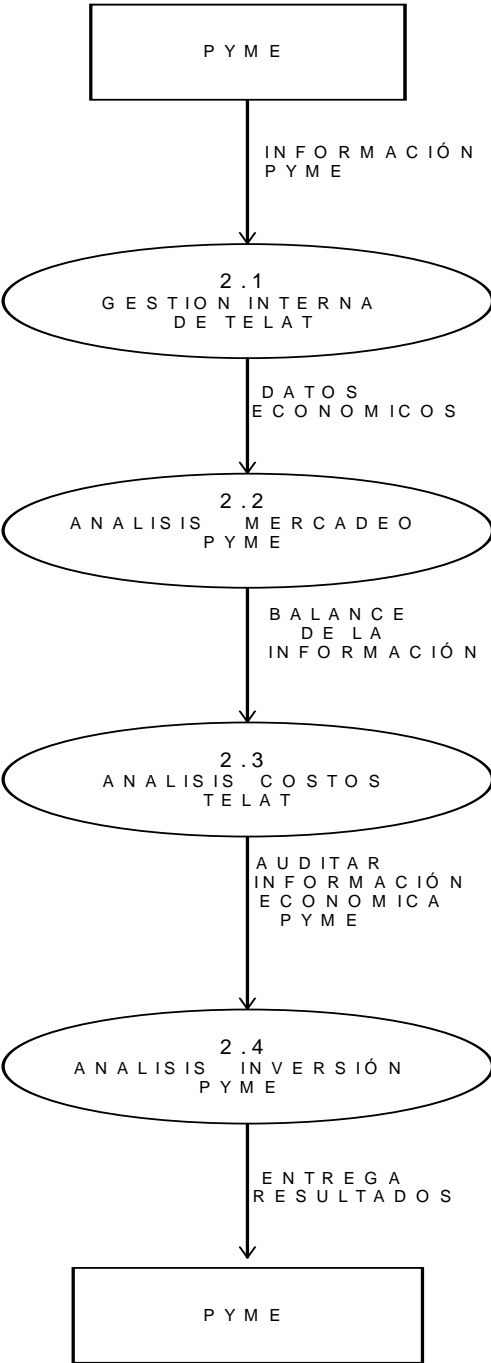 PYME
INFORMACIÓN
PYME
2.1
GESTION INTERNA
DE TELAT
DATOS
ECONOMICOS
2.2
ANALISIS MERCADEO
PYME
BALANCE
DE LA
INFORMACIÓN
2.3
ANALISIS COSTOS
TELAT
AUDITAR
INFORMACIÓN
ECONOMICA
PYME
2.4
ANALISIS INVERSIÓN
PYME
ENTREGA
RESULTADOS
PYME